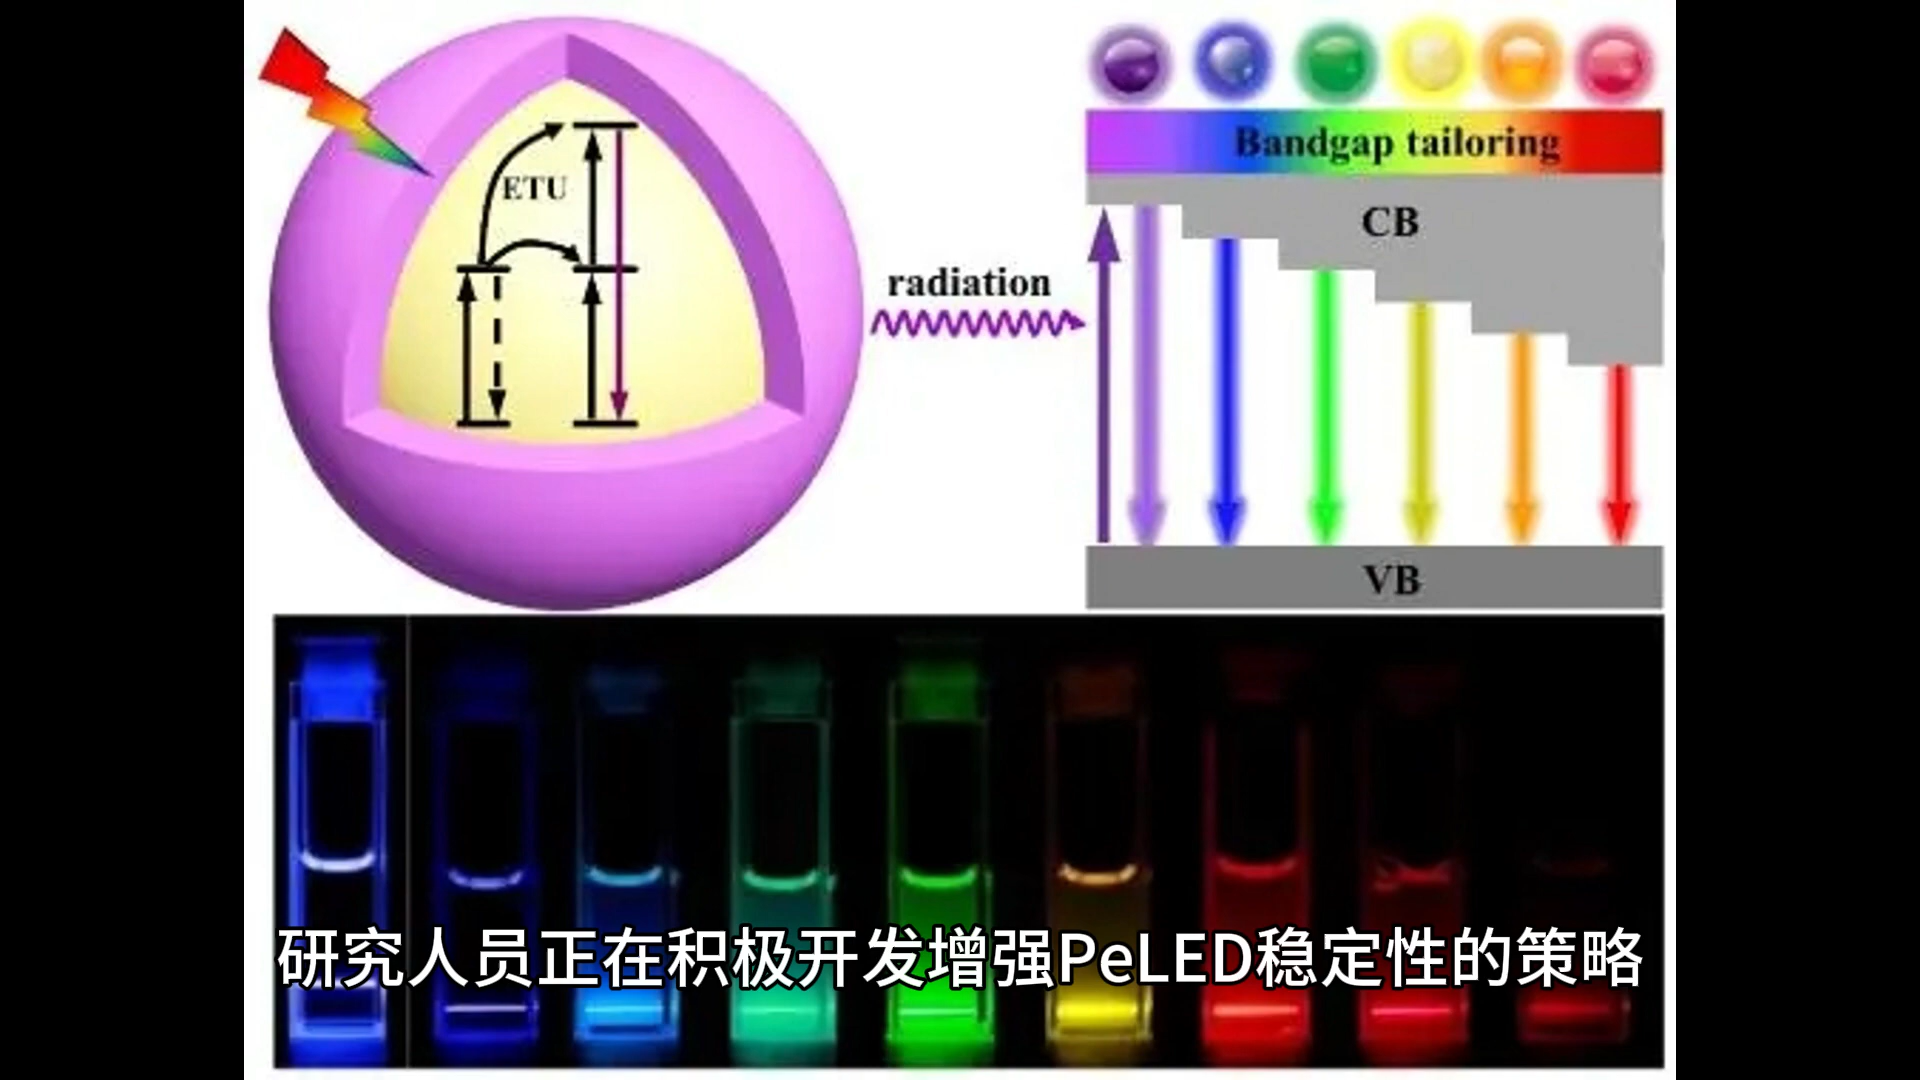 ETU
radiation
Bandgap tailoring
CB
VB
研究人员正在积极开发增强PeLED稳定性的策略